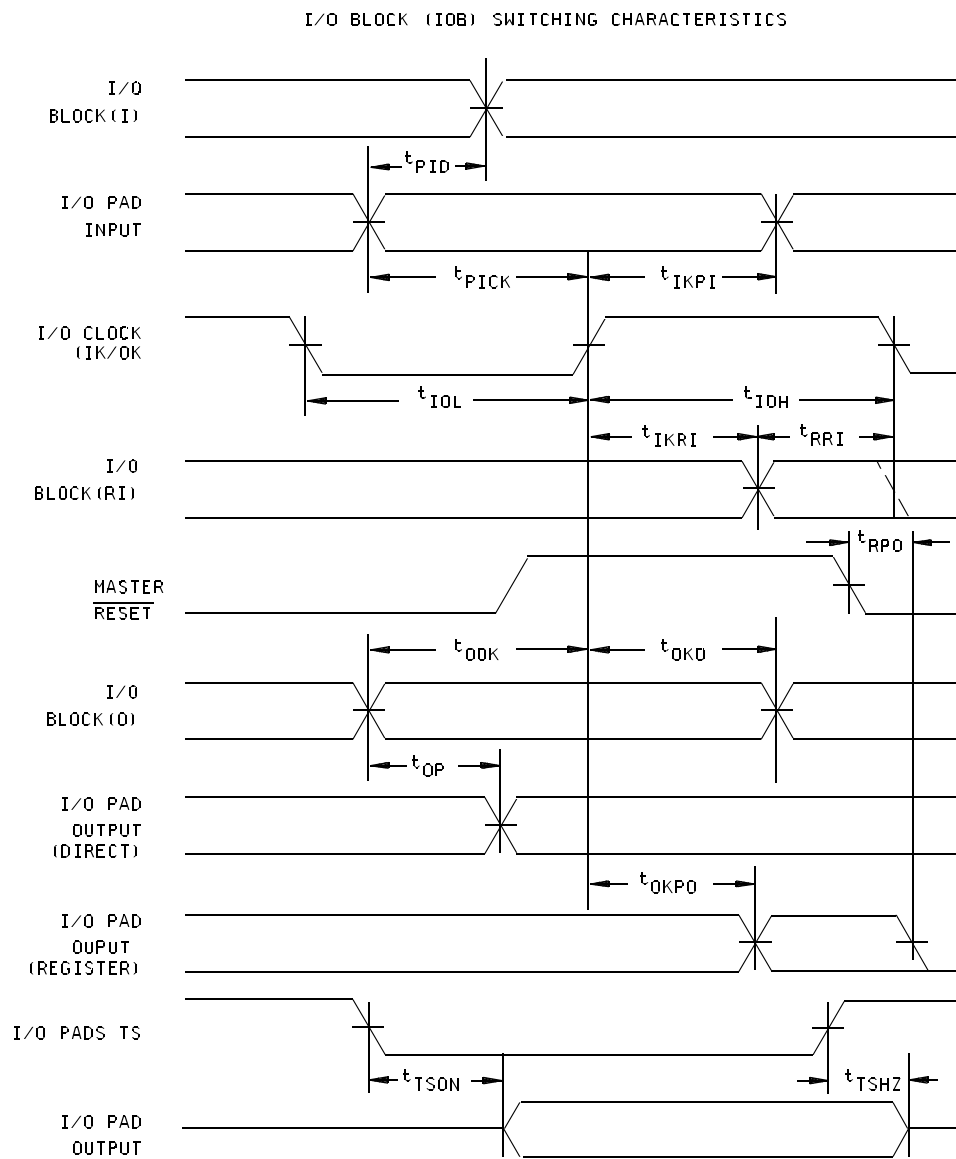 I/O BLOCK (IOB) SWITCHING CHARACTERISTICS
I/O
BLOCK(I)
tPID
I/O PAD
INPUT
tPICK
tIKPI
I/O CLOCK
(IK/OK
tIOL
tIOH
tIKRI
tRRI
I/O
BLOCK(RI)
tRPO
MASTER
RESET
tOOK
tOKO
I/O
BLOCK(O)
tOP
I/O PAD
OUTPUT
(DIRECT)
tOKPO
I/O PAD
OUPUT
(REGISTER)
I/O PADS TS
tTSON
tTSHZ
I/O PAD
OUTPUT